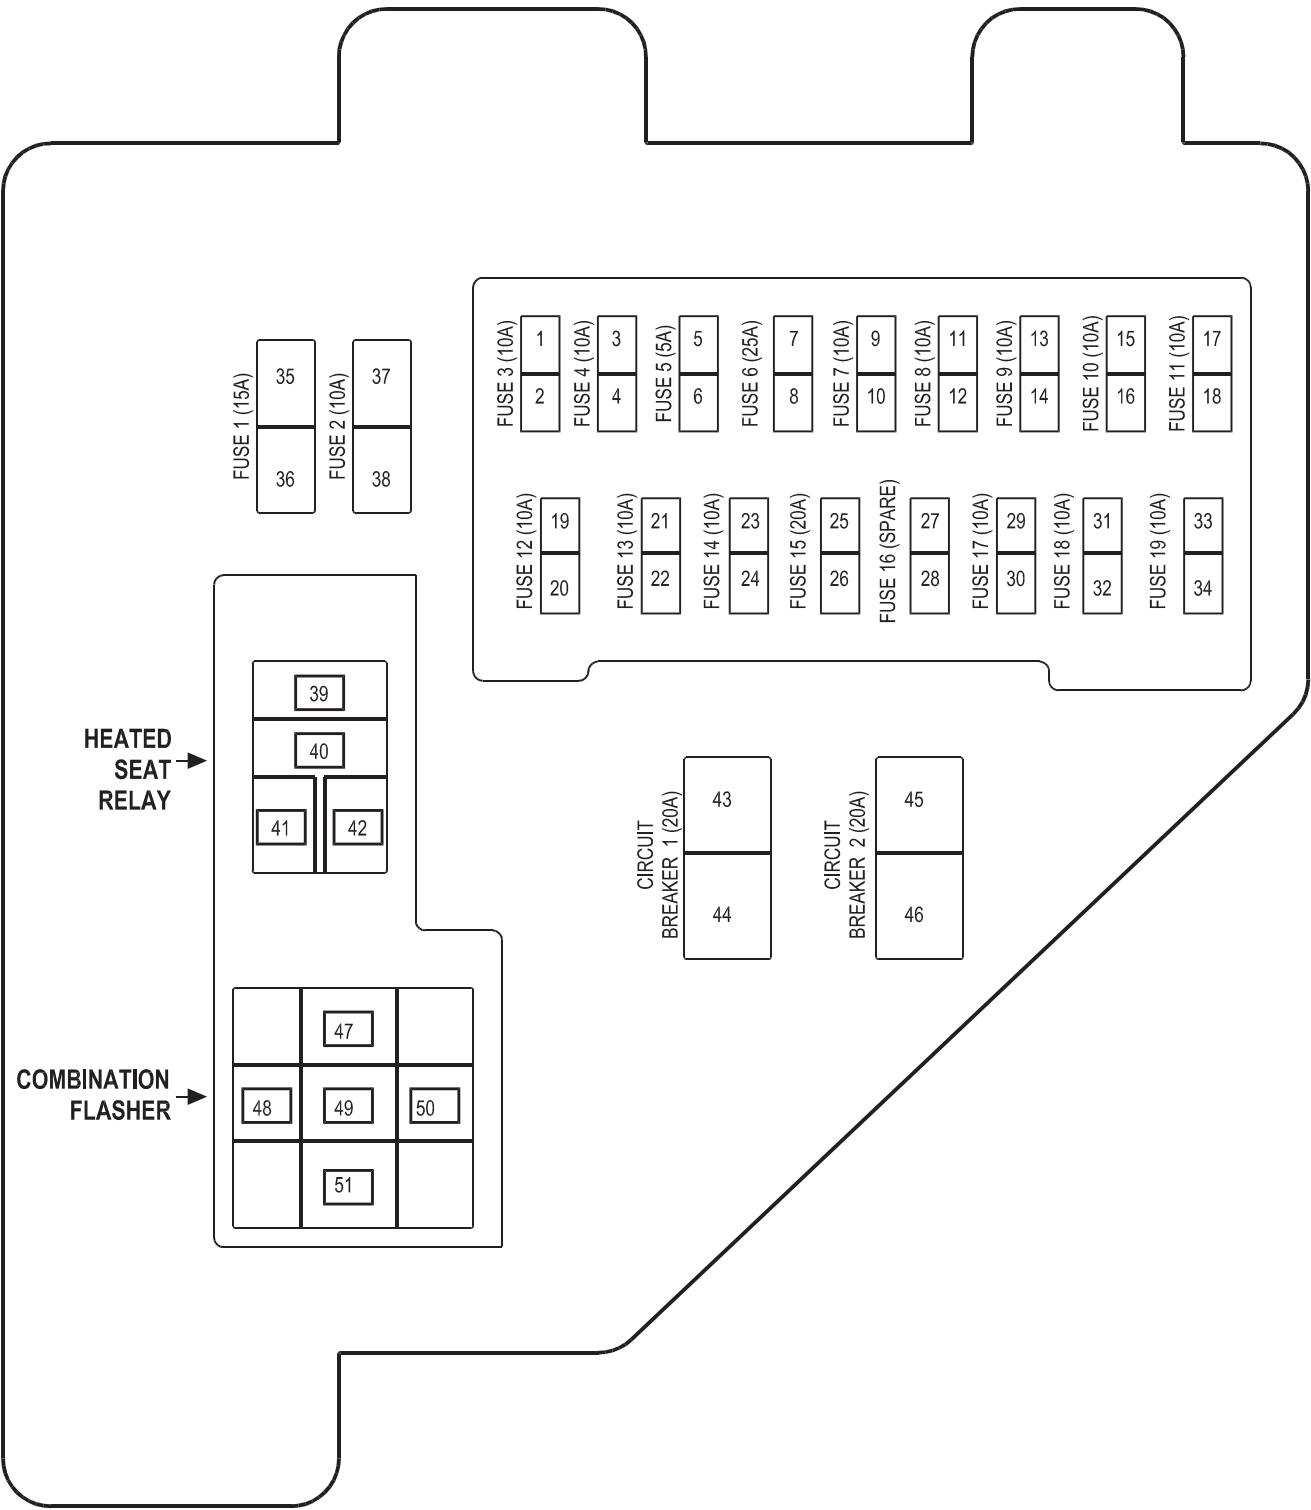 FUSE 3 (10A)
1
2
FUSE 4 (10A)
3
4
FUSE 5 (5A)
5
6
FUSE 6 (25A)
7
8
FUSE 7 (10A)
9
10
FUSE 8 (10A)
11
12
FUSE 9 (10A)
13
14
FUSE 10 (10A)
15
16
FUSE 11 (10A)
17
18
FUSE 1 (15A)
35
36
FUSE 2 (10A)
37
38
FUSE 12 (10A)
19
20
FUSE 13 (10A)
21
22
FUSE 14 (10A)
23
24
FUSE 15 (20A)
25
26
FUSE 16 (SPARE)
27
28
FUSE 17 (10A)
29
30
FUSE 18 (10A)
31
32
FUSE 19 (10A)
33
34
HEATED
SEAT
RELAY
39
40
41
42
CIRCUIT
BREAKER 1 (20A)
43
44
CIRCUIT
BREAKER 2 (20A)
45
46
COMBINATION
FLASHER
47
48
49
50
51